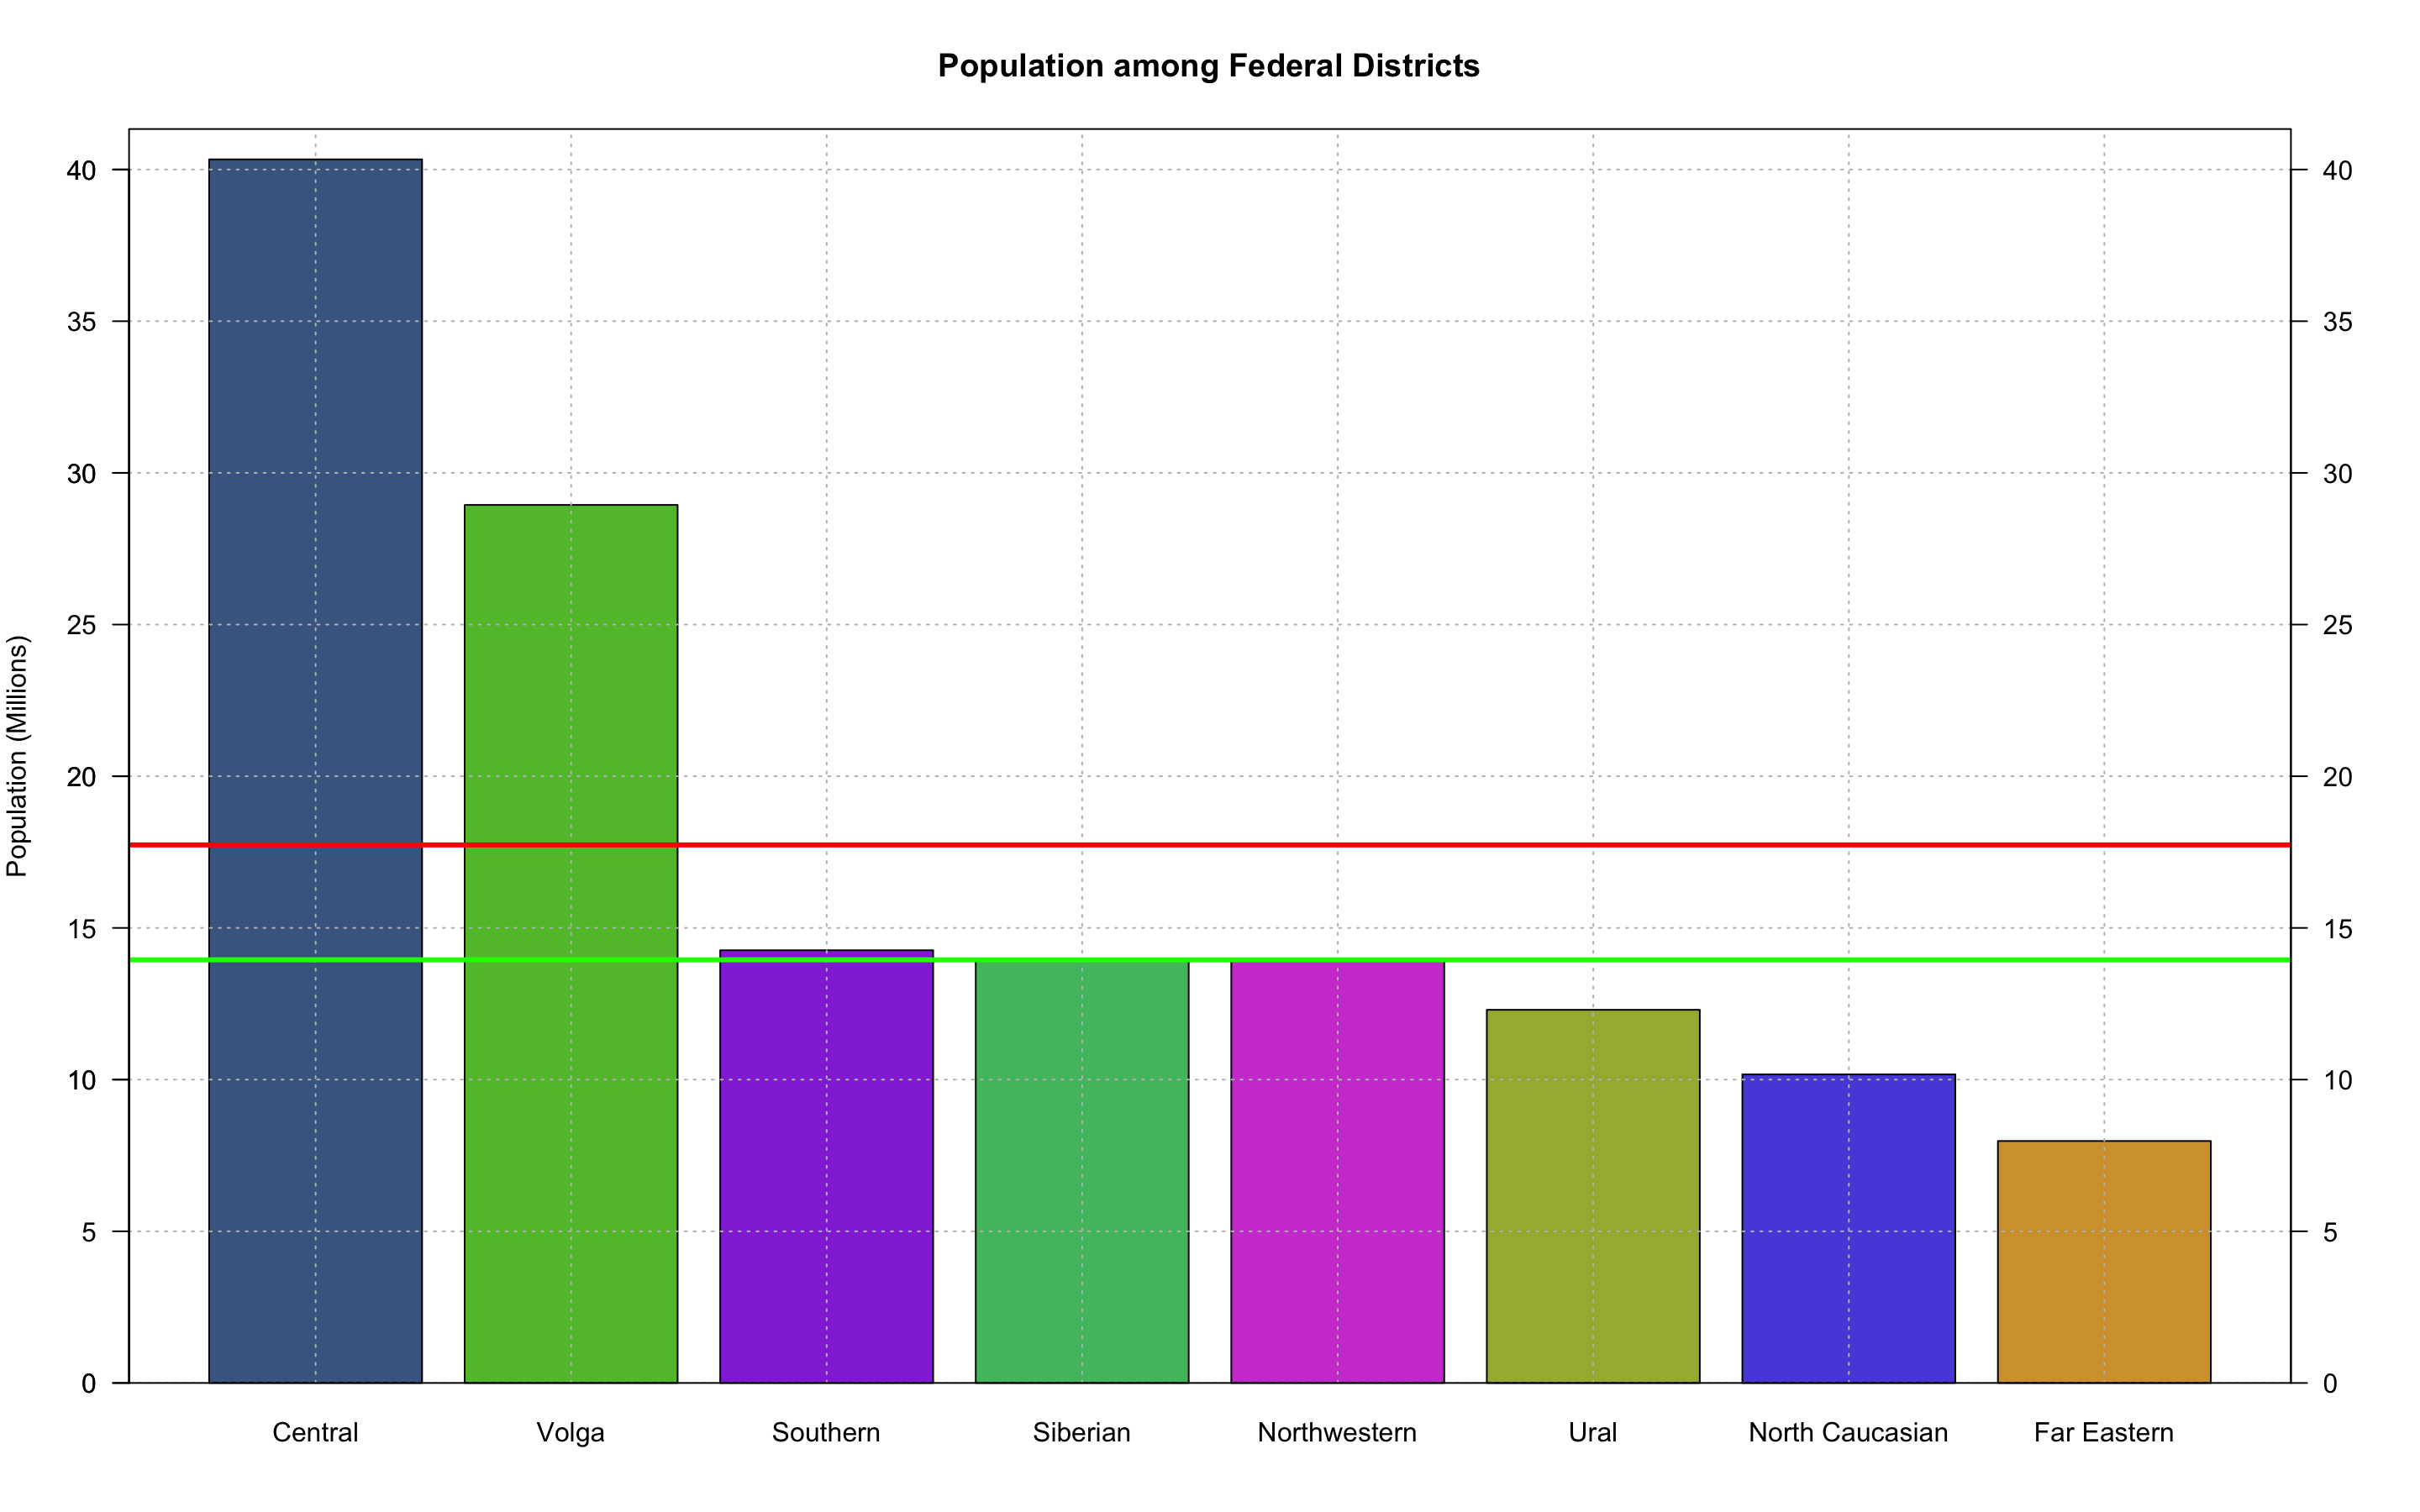 Population among Federal Districts
Population (Millions)
40
35
30
25
20
15
10
5
0
40
35
30
25
20
15
10
5
0
Central
Volga
Southern
Siberian
Northwestern
Ural
North Caucasian
Far Eastern